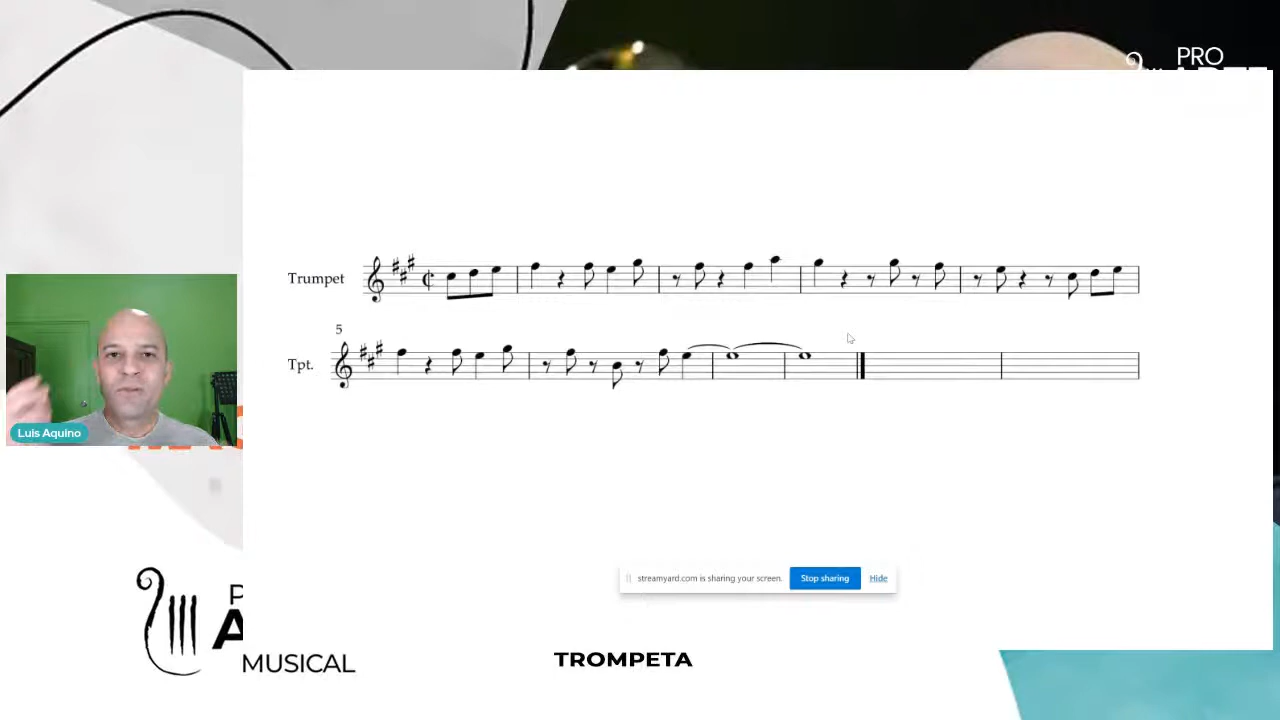 PRO
Trumpet
5
Tpt.
Luis Aquino
streamyard.com is sharing your screen. Stop sharing Hide
MUSICAL
TROMPETA